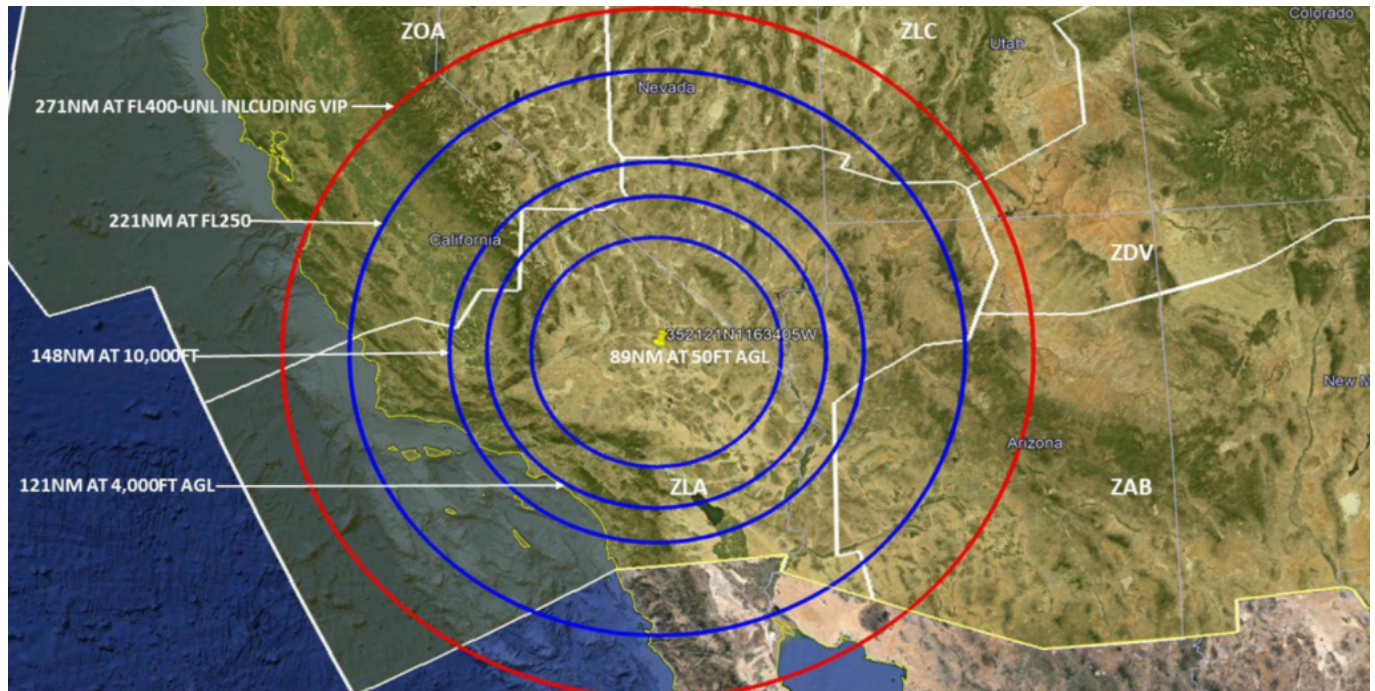 Colorado
ZOA
ZLC
Utah
Nevada
271NM AT FL400-UNL INLCUDING VIP
221NM AT FL250
California
ZDV
352121N1163405W
148NM AT 10,000FT
89NM AT 50FT AGL
New M
Arizona
121NM AT 4,000FT AGL
ZLA
ZAB